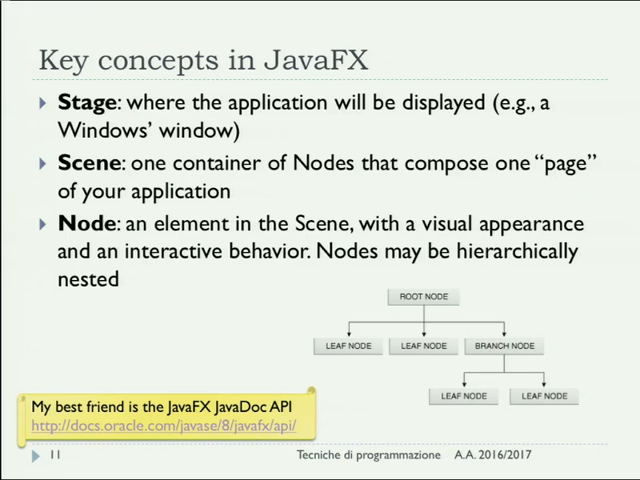 Key concepts in JavaFX
Stage: where the application will be displayed (e.g., a
Windows’ window)
Scene: one container of Nodes that compose one “page”
of your application
Node: an element in the Scene, with a visual appearance
and an interactive behavior. Nodes may be hierarchically
nested
ROOT NODE
LEAF NODE LEAF NODE BRANCH NODE
LEAF NODE LEAF NODE
My best friend is the JavaFX JavaDoc API
http://docs.oracle.com/javase/8/javafx/api/
11 Tecniche di programmazione A.A. 2016/2017